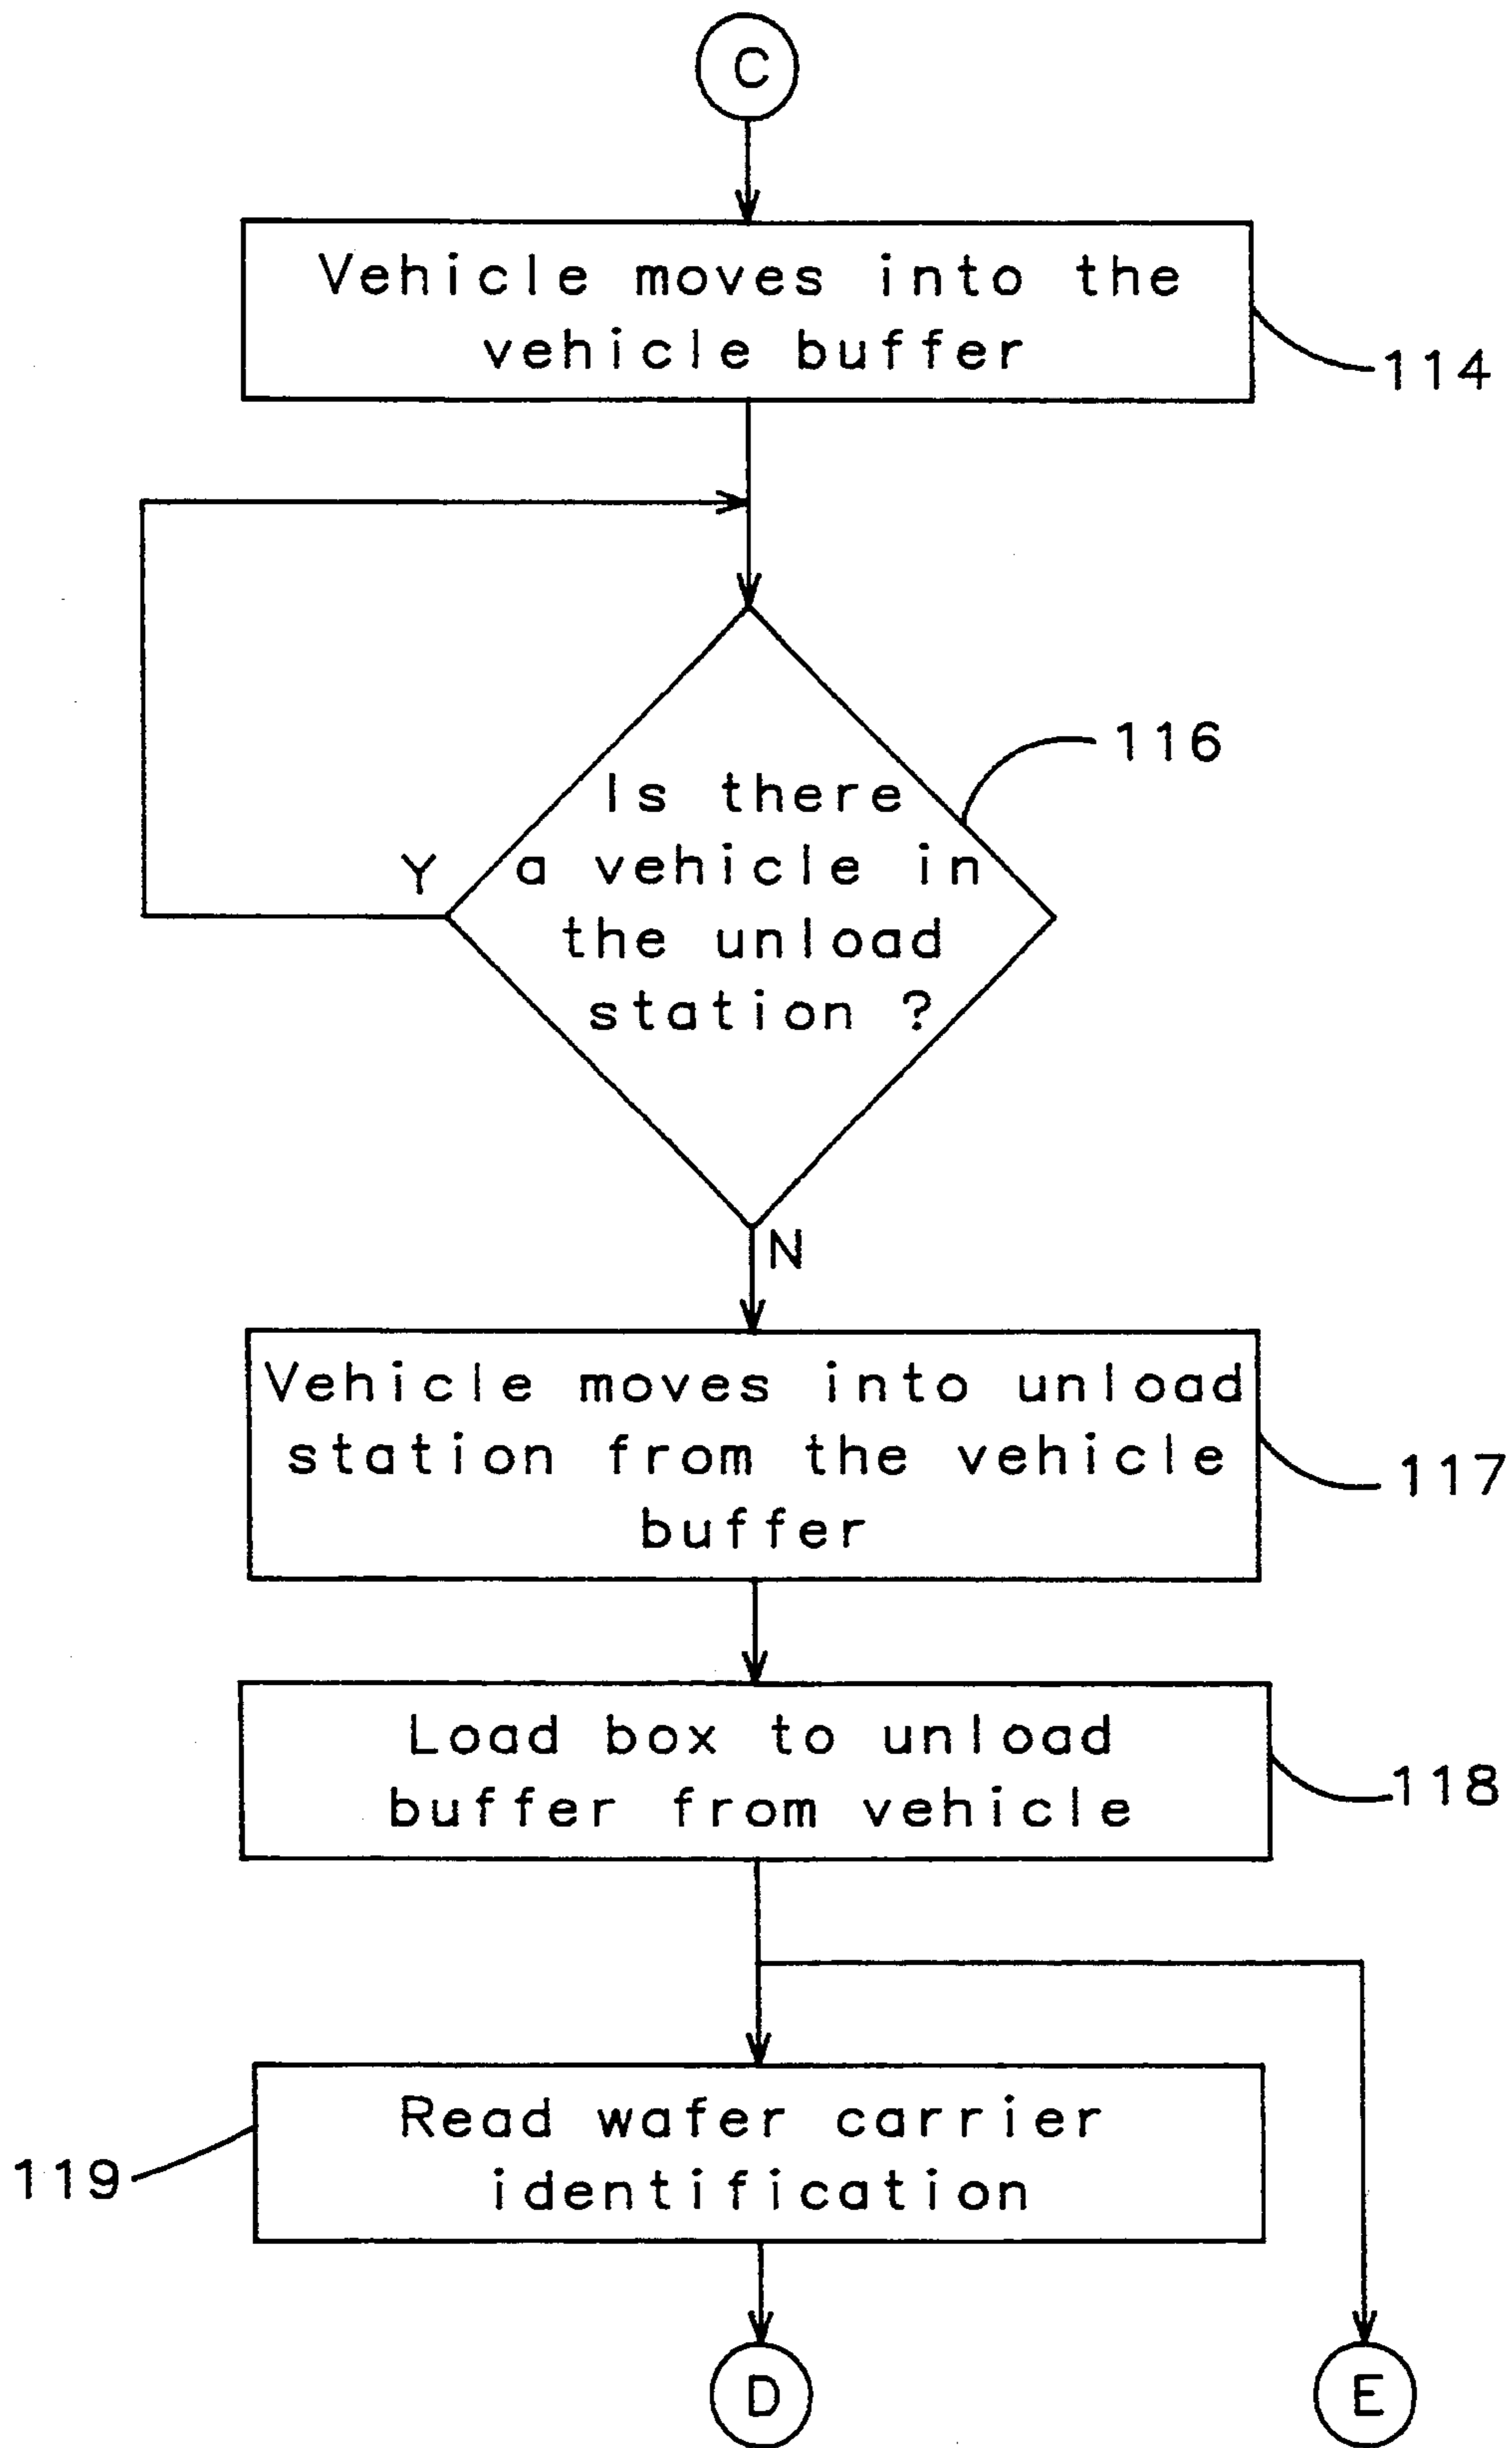 C
Vehicle moves into the
vehicle buffer
114
116
Is there
Y
a vehicle in
the unload
station ?
N
Vehicle moves into unload
station from the vehicle
buffer
117
Load box to unload
buffer from vehicle
118
Read wafer carrier
identification
119
D
E